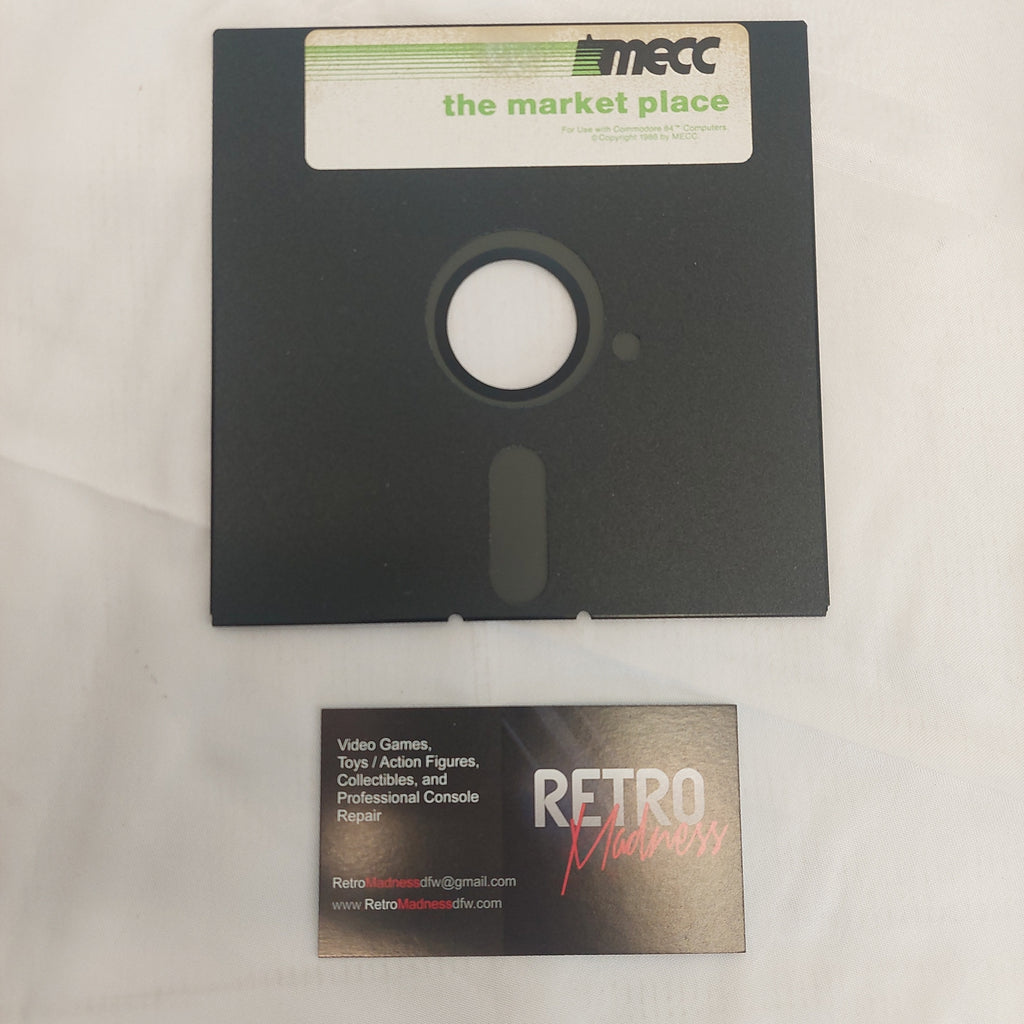 mecc
the market place
For Use with Commodore 64™ Computers.
© Copyright 1986 by MECC.
Video Games,
Toys / Action Figures,
Collectibles, and
Professional Console
Repair
RETRO
Madness
RetroMadnessdfw@gmail.com
www.RetroMadnessdfw.com